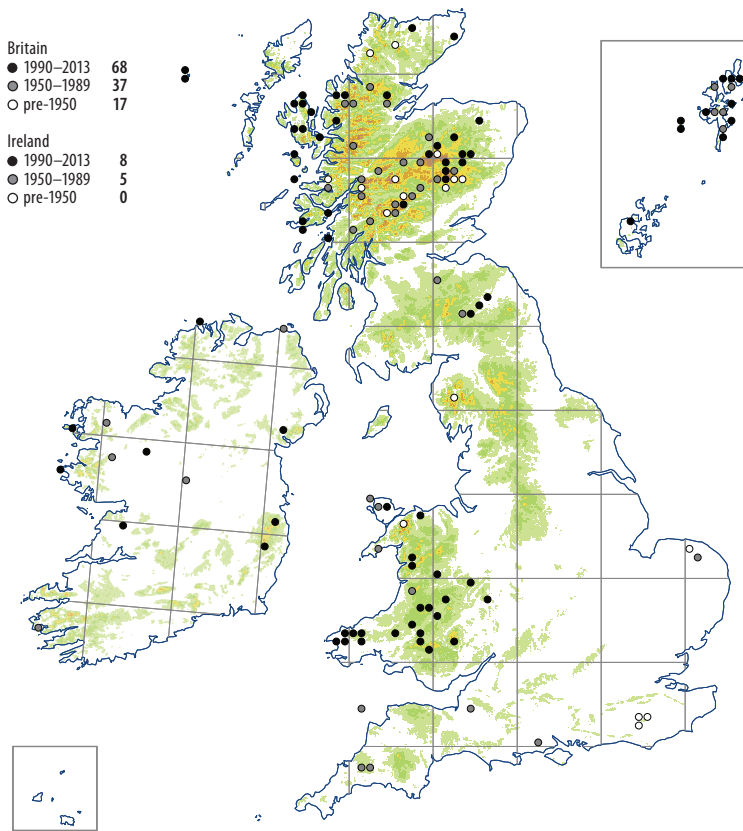 Britain
● 1990–2013 68
● 1950–1989 37
○ pre-1950 17
Ireland
● 1990–2013 8
● 1950–1989 5
○ pre-1950 0